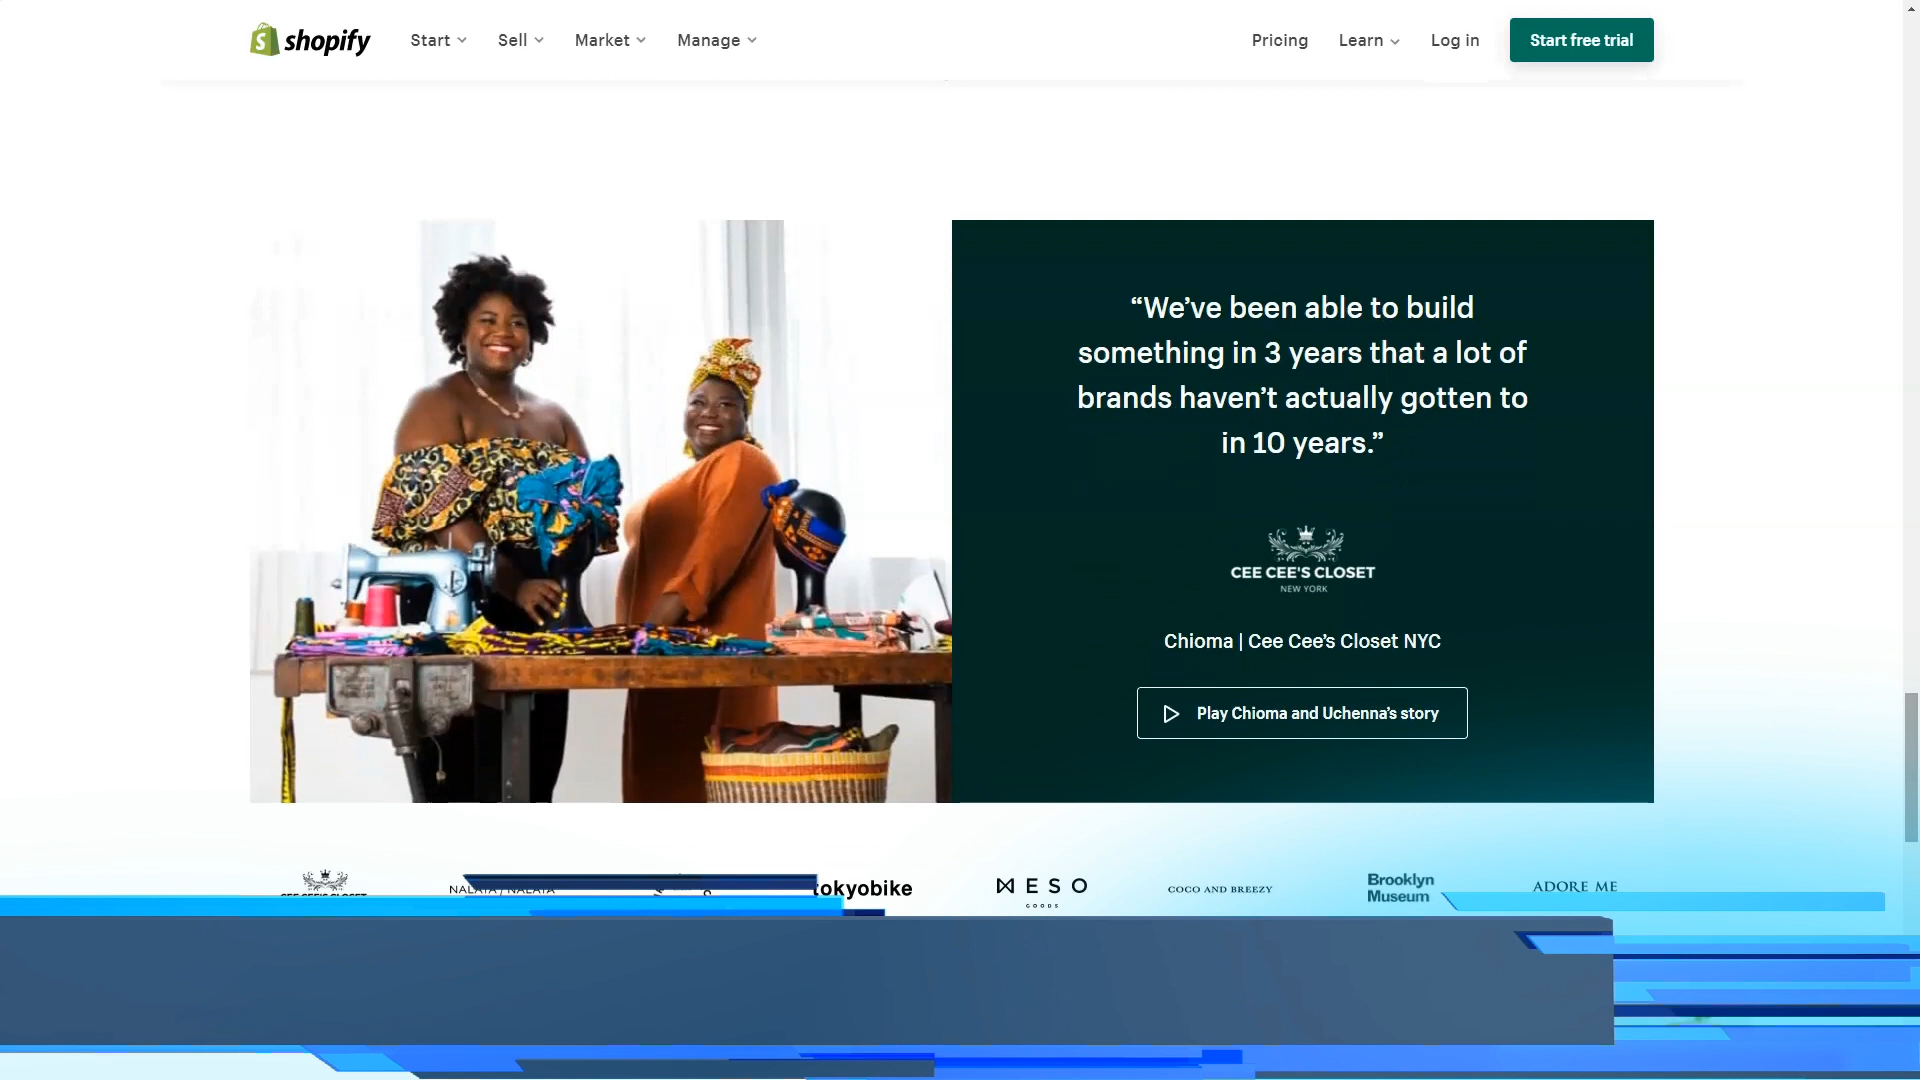 shopify
Start
Sell
Market
Manage
Pricing
Learn
Log in
Start free trial
“We’ve been able to build
something in 3 years that a lot of
brands haven’t actually gotten to
in 10 years.”
CEE CEE'S CLOSET
NEW YORK
Chioma | Cee Cee’s Closet NYC
Play Chioma and Uchenna’s story
CEE CEE'S CLOSET
NALATA / NALATA
tokyobike
MESO
GOODS
COCO AND BREEZY
Brooklyn
Museum
ADORE ME